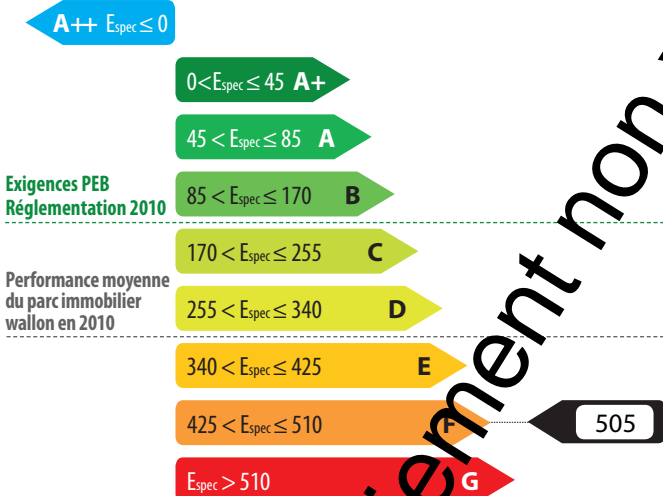 A++ Espec ≤ 0
0<Espec ≤ 45 A+
45 < Espec ≤ 85 A
Exigences PEB
Réglementation 2010
85 < Espec ≤ 170 B
170 < Espec ≤ 255 C
Performance moyenne
du parc immobilier
wallon en 2010
255 < Espec ≤ 340 D
340 < Espec ≤ 425 E
425 < Espec ≤ 510 F
505
Espec > 510 G
ement non